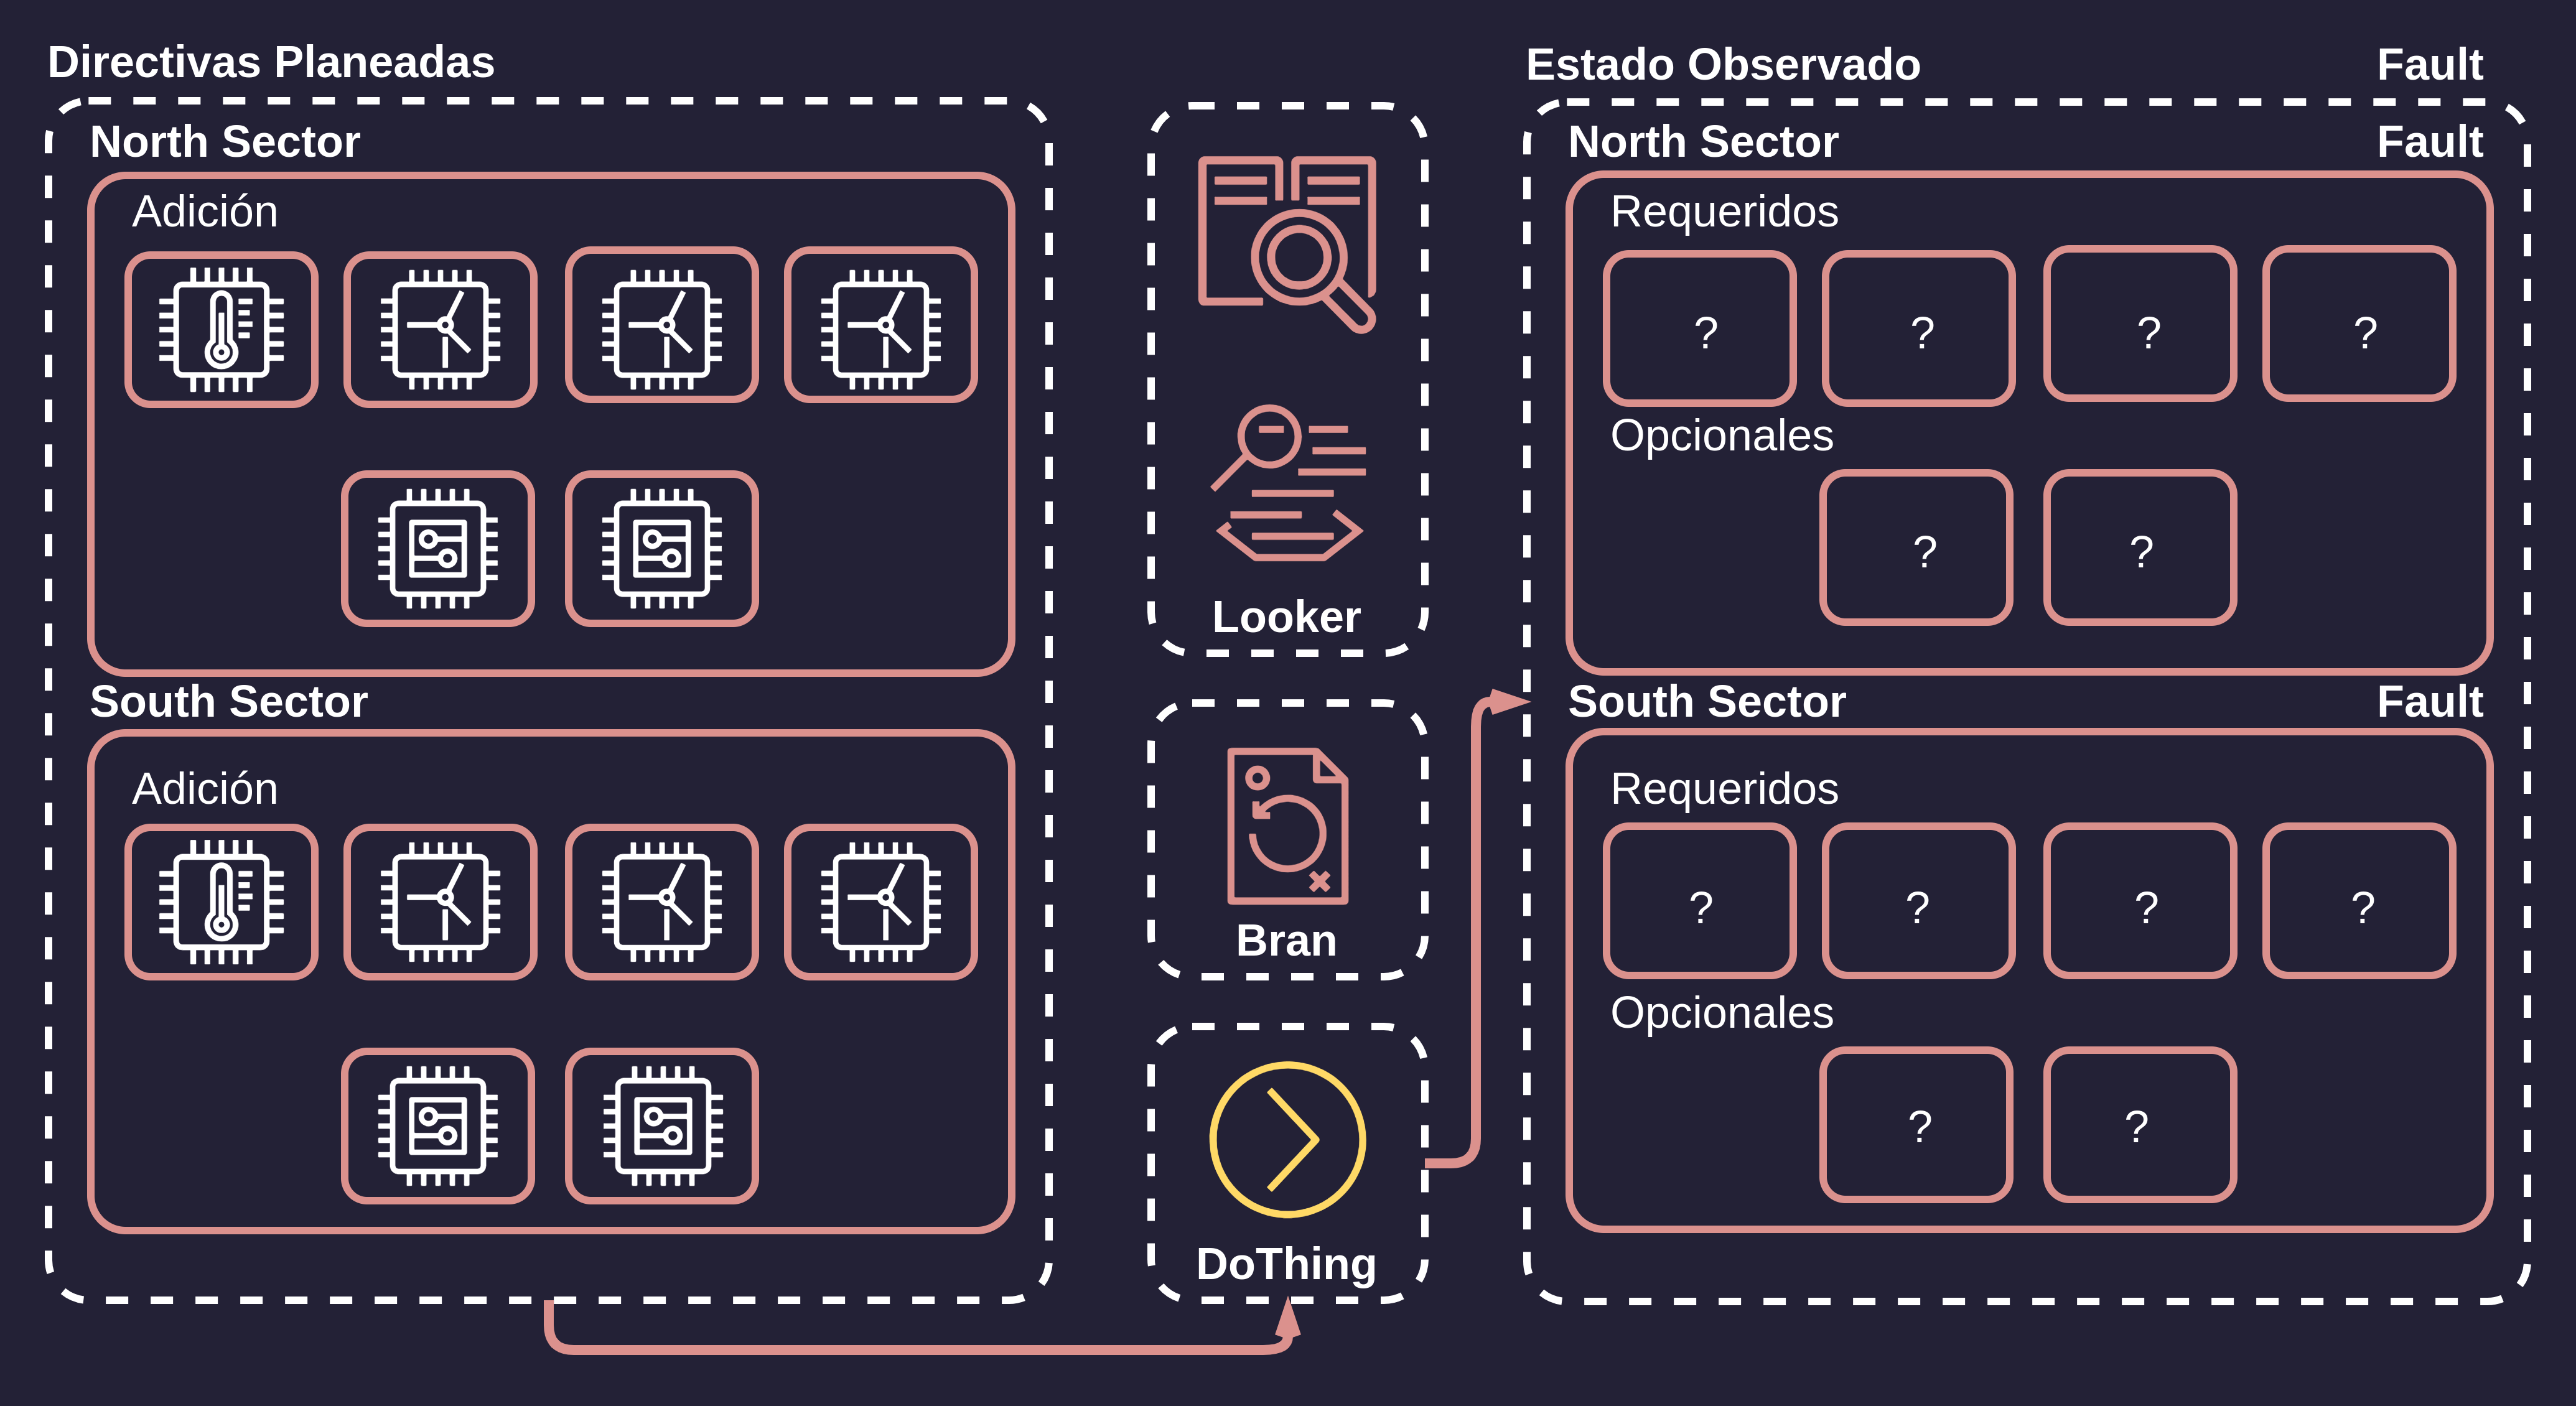 Directivas Planeadas
North Sector
Adición
South Sector
Adición
Looker
Bran
DoThing
Estado Observado Fault
North Sector Fault
Requeridos
? ? ? ?
Opcionales
? ?
South Sector Fault
Requeridos
? ? ? ?
Opcionales
? ?